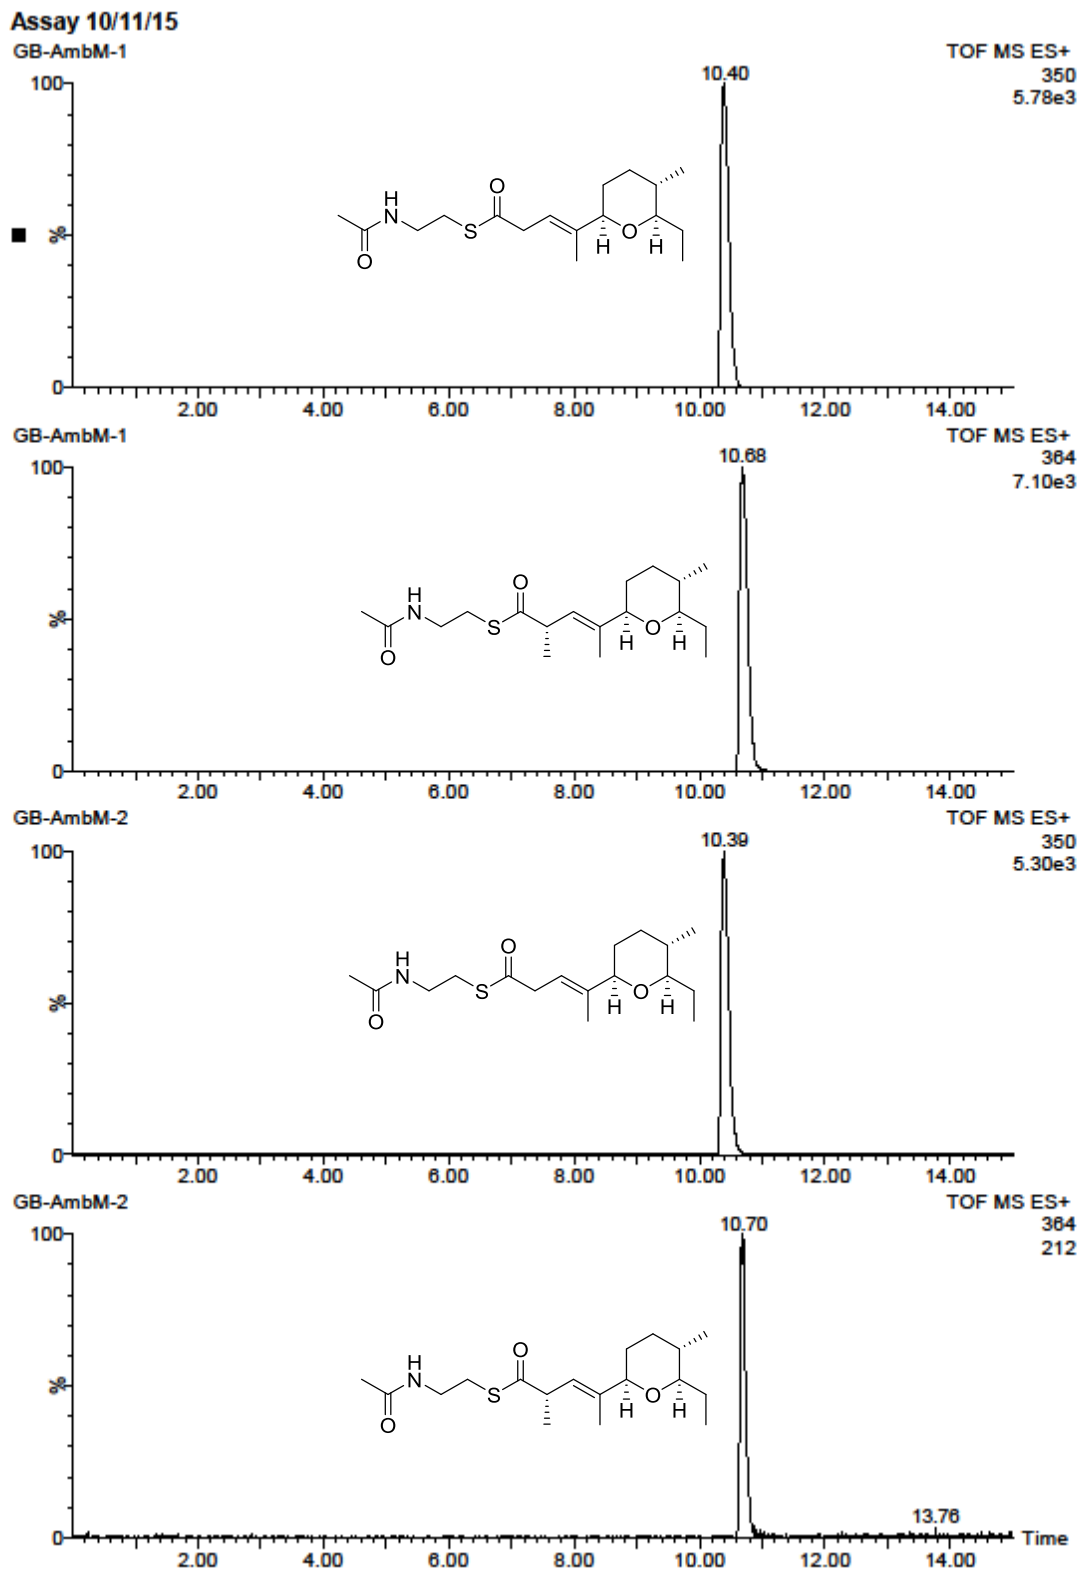 Assay 10/11/15
GB-AmbM-1
TOF MS ES+
350
5.78e3
10.40
100
%
0
H
N
O
S
O
H
O
H
2.00 4.00 6.00 8.00 10.00 12.00 14.00
GB-AmbM-1
TOF MS ES+
364
7.10e3
10.68
100
%
0
H
N
O
S
O
H
O
H
2.00 4.00 6.00 8.00 10.00 12.00 14.00
GB-AmbM-2
TOF MS ES+
350
5.30e3
10.39
100
%
0
H
N
O
S
O
H
O
H
2.00 4.00 6.00 8.00 10.00 12.00 14.00
GB-AmbM-2
TOF MS ES+
364
212
10.70
100
%
0
H
N
O
S
O
H
O
H
13.76
Time
2.00 4.00 6.00 8.00 10.00 12.00 14.00